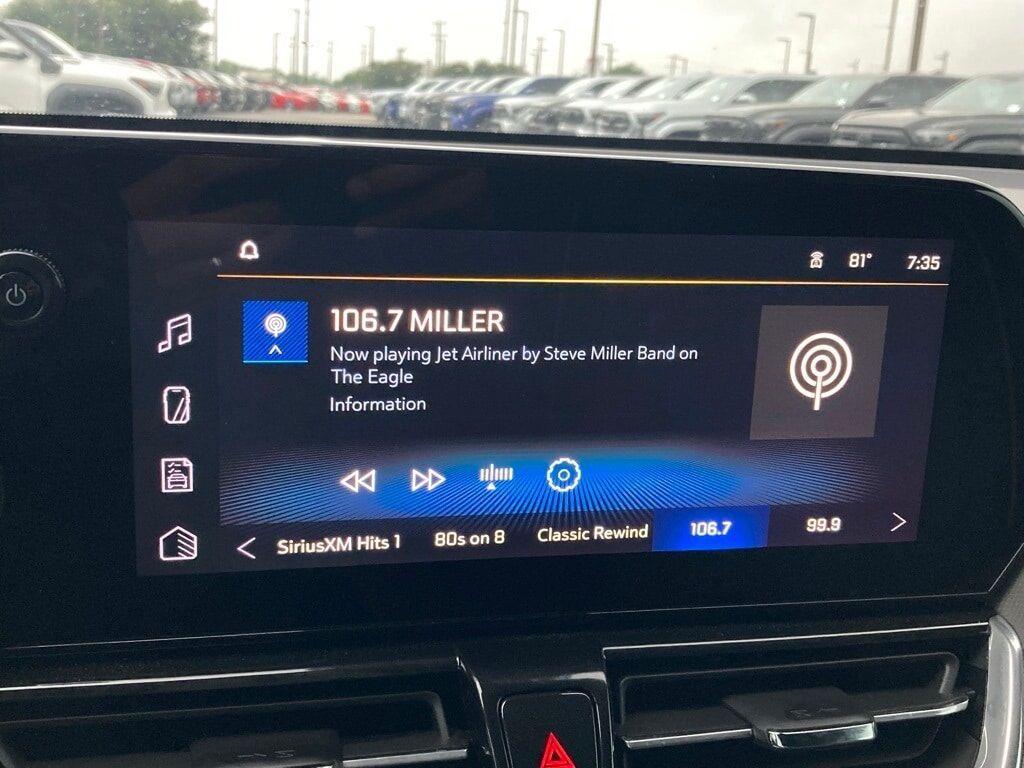 81° 7:35
106.7 MILLER
Now playing Jet Airliner by Steve Miller Band on
The Eagle
Information
SiriusXM Hits 1 80s on 8 Classic Rewind 106.7 99.9